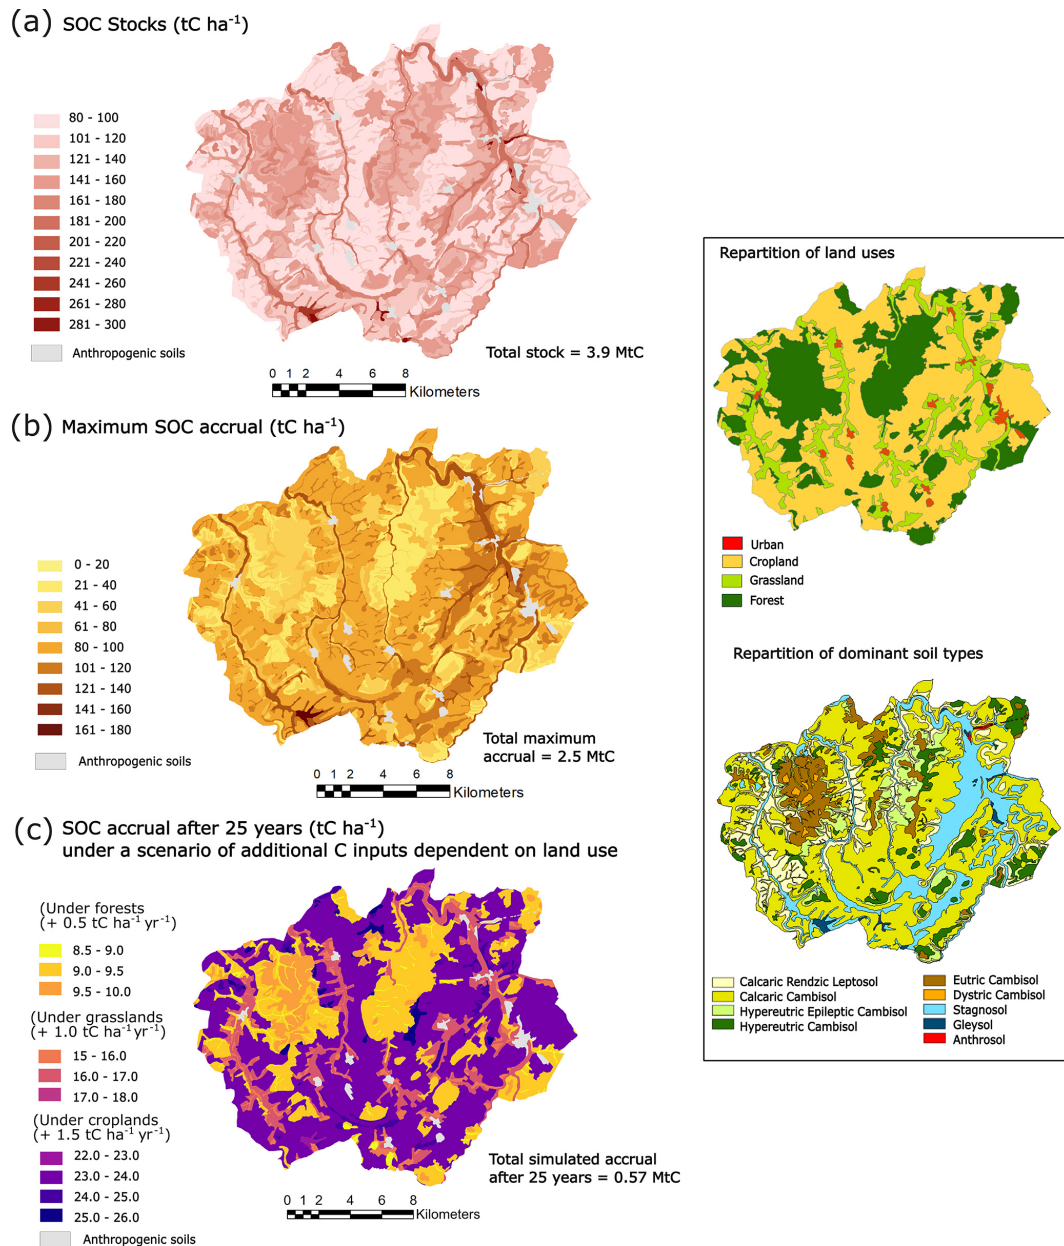 (a) SOC Stocks (tC ha-1)
80 - 100
101 - 120
121 - 140
141 - 160
161 - 180
181 - 200
201 - 220
221 - 240
241 - 260
261 - 280
281 - 300
Anthropogenic soils
Total stock = 3.9 MtC
0 1 2 4 6 8
Kilometers
(b) Maximum SOC accrual (tC ha-1)
0 - 20
21 - 40
41 - 60
61 - 80
80 - 100
101 - 120
121 - 140
141 - 160
161 - 180
Anthropogenic soils
Total maximum
accrual = 2.5 MtC
0 1 2 4 6 8
Kilometers
(c) SOC accrual after 25 years (tC ha-1)
under a scenario of additional C inputs dependent on land use
(Under forests
(+ 0.5 tC ha-1 yr-1)
8.5 - 9.0
9.0 - 9.5
9.5 - 10.0
(Under grasslands
(+ 1.0 tC ha-1yr-1)
15 - 16.0
16.0 - 17.0
17.0 - 18.0
(Under croplands
(+ 1.5 tC ha-1 yr-1)
22.0 - 23.0
23.0 - 24.0
24.0 - 25.0
25.0 - 26.0
Anthropogenic soils
Total simulated accrual
after 25 years = 0.57 MtC
0 1 2 4 6 8
Kilometers
Repartition of land uses
Urban
Cropland
Grassland
Forest
Repartition of dominant soil types
Calcaric Rendzic Leptosol
Calcaric Cambisol
Hypereutric Epileptic Cambisol
Hypereutric Cambisol
Eutric Cambisol
Dystric Cambisol
Stagnosol
Gleysol
Anthrosol